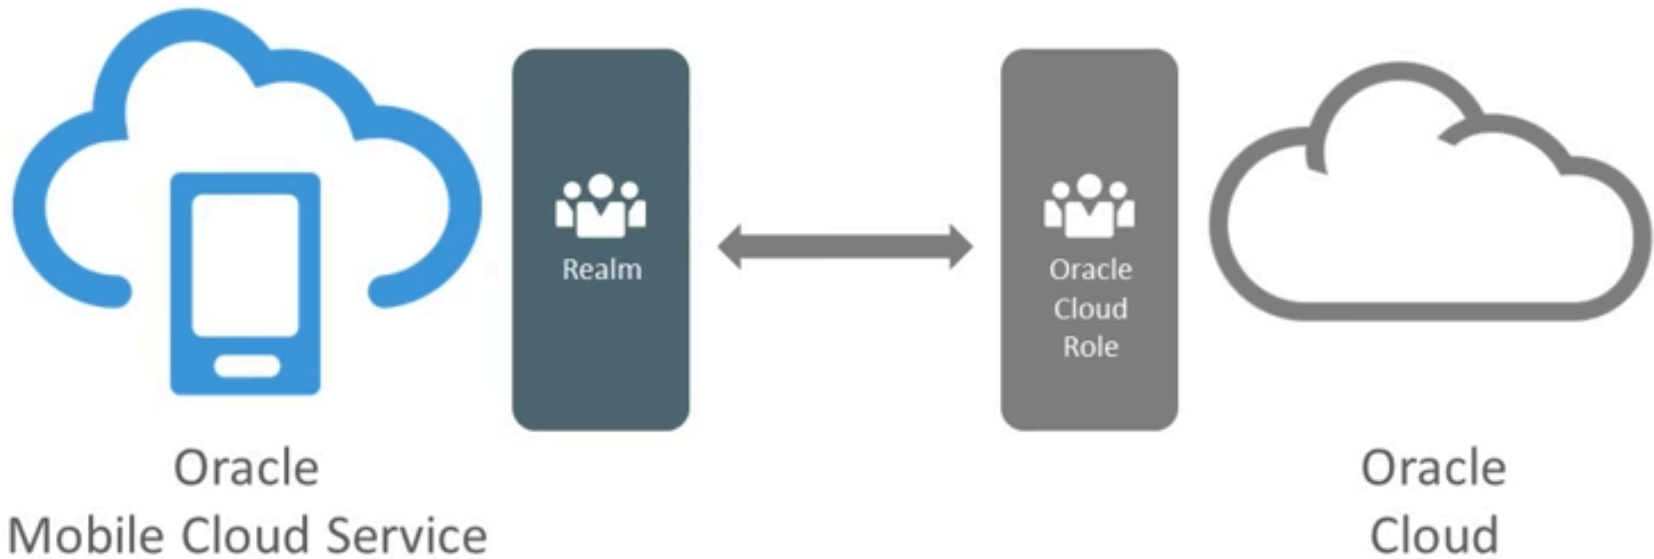 Realm
Oracle
Cloud
Role
Oracle
Mobile Cloud Service
Oracle
Cloud